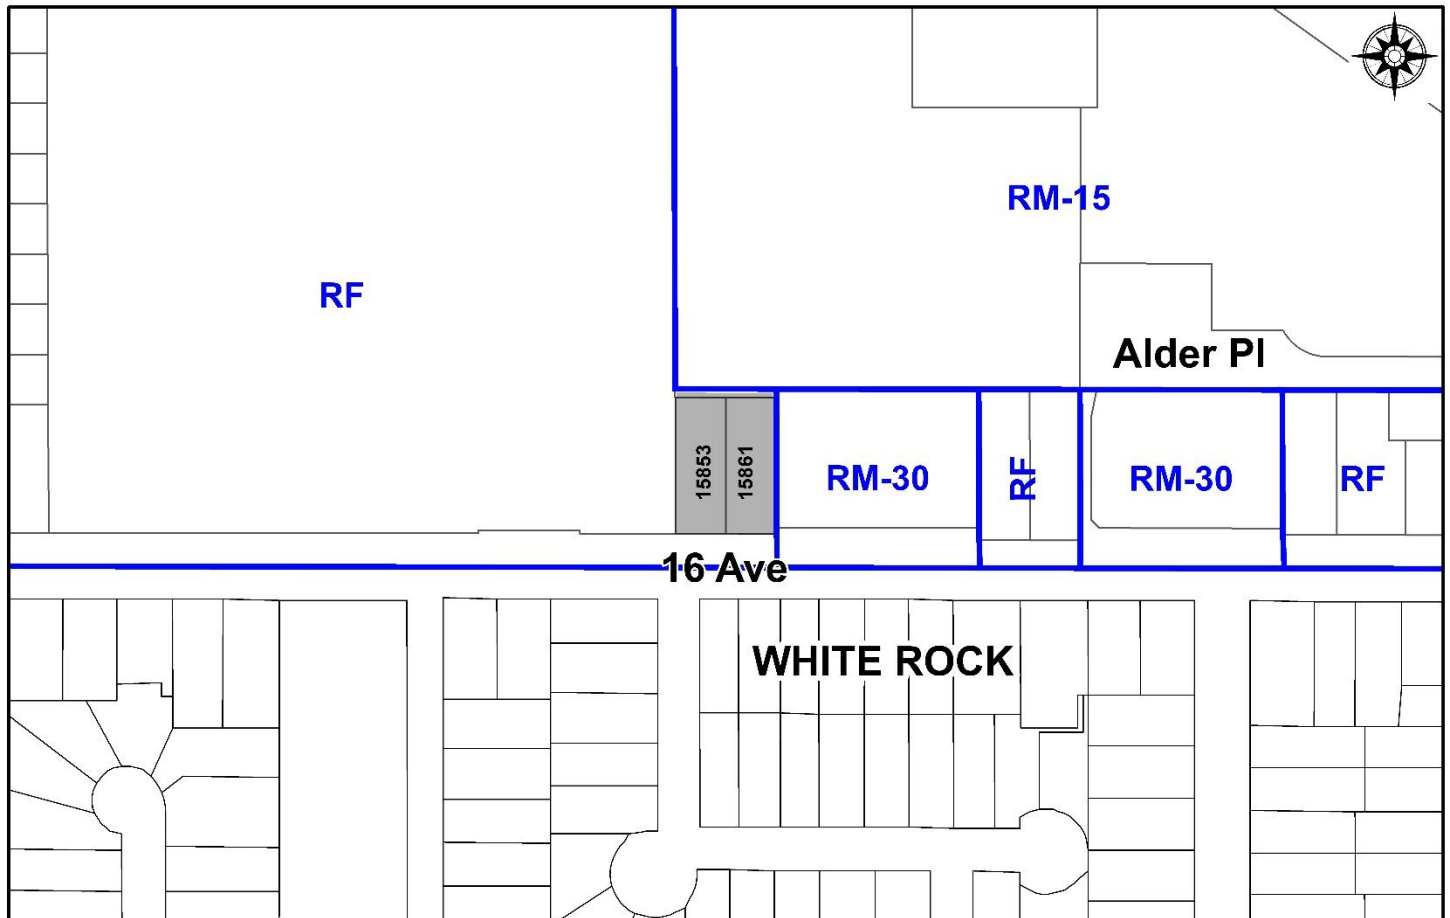 RM-15
RF
Alder Pl
15853
15861
RM-30
RF
RM-30
RF
16 Ave
WHITE ROCK